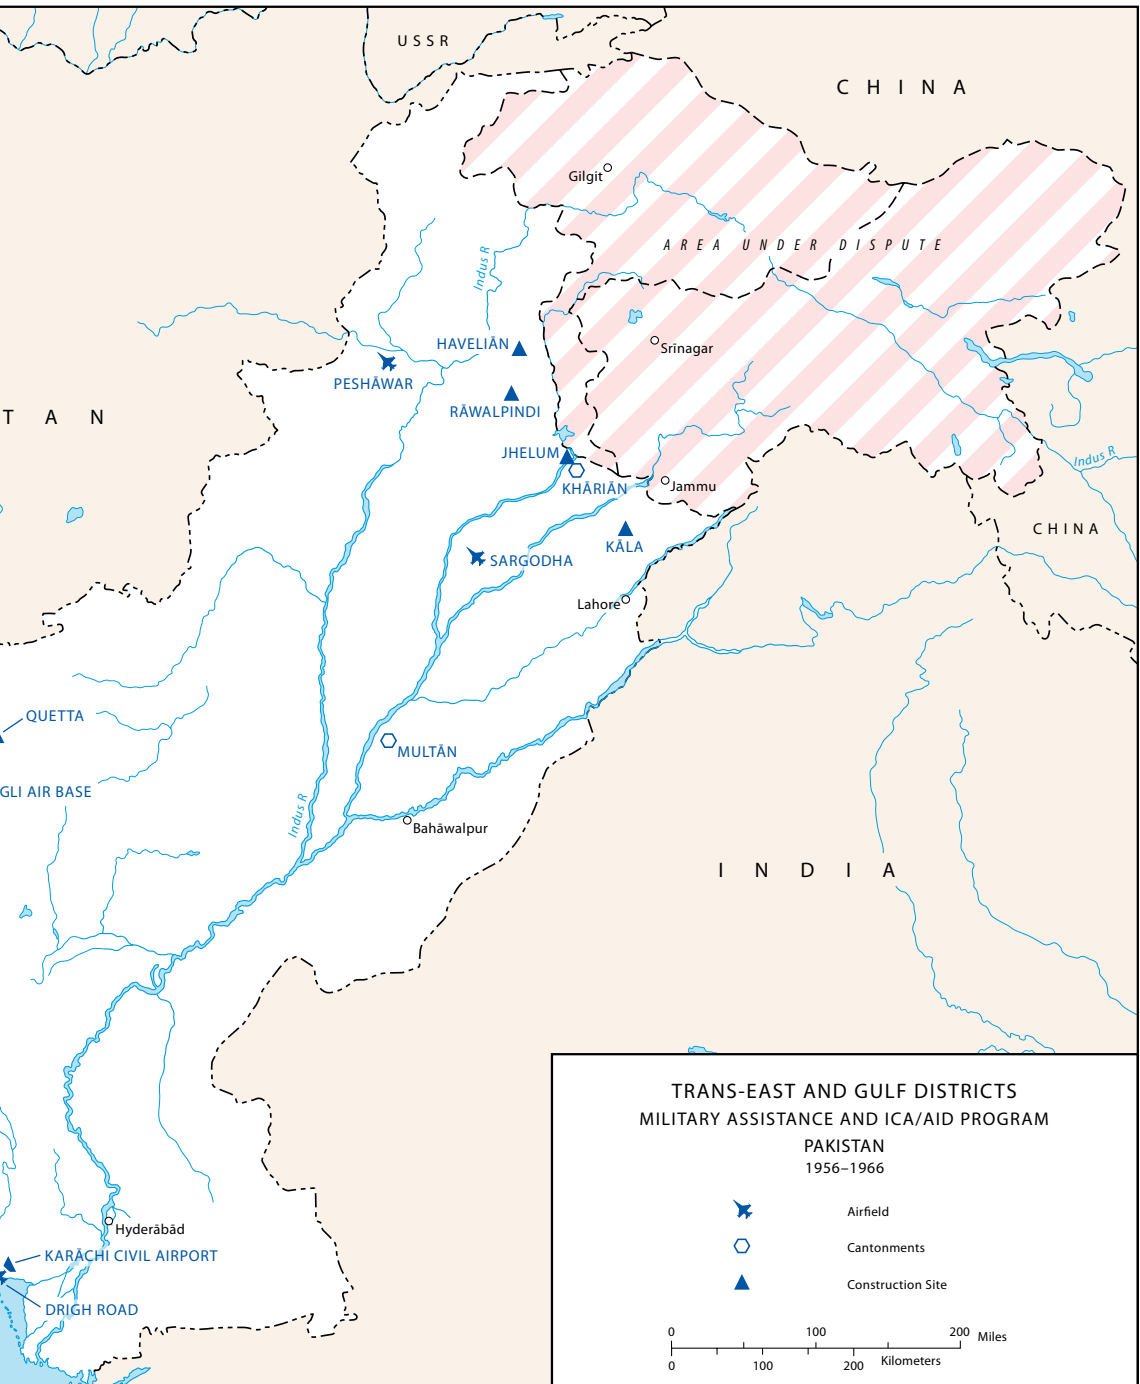 USSR
CHINA
Gilgit
AREA UNDER DISPUTE
Indus R
HAVELIĀN
Srīnagar
PESHĀWAR
RĀWALPINDI
TAN
JHELUM
Indus R
KHĀRIĀN
Jammu
CHINA
KĀLA
SARGODHA
Lahore
QUETTA
MULTĀN
GLI AIR BASE
Indus R
Bahāwalpur
INDIA
TRANS-EAST AND GULF DISTRICTS
MILITARY ASSISTANCE AND ICA/AID PROGRAM
PAKISTAN
1956–1966
Airfield
Hyderābād
Cantonments
KARĀCHI CIVIL AIRPORT
Construction Site
DRIGH ROAD
0 100 200 Miles
0 100 200 Kilometers